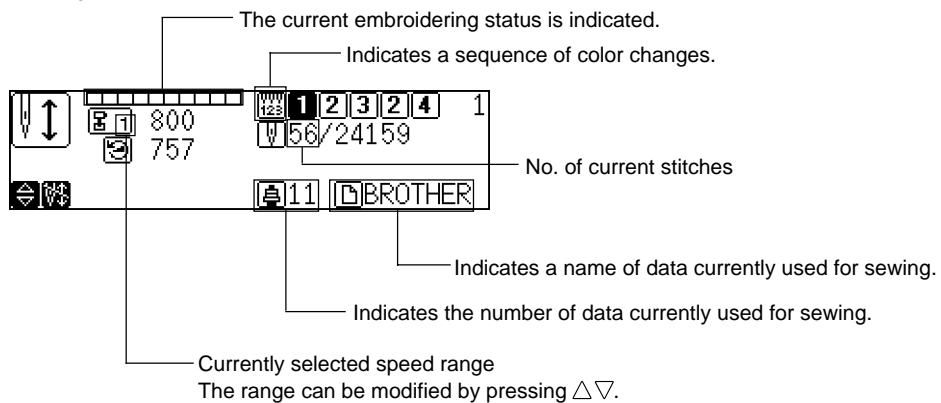 The current embroidering status is indicated.
Indicates a sequence of color changes.
123 1 2 3 2 4 1
1 800
56/24159
757
No. of current stitches
11 BROTHER
Indicates a name of data currently used for sewing.
Indicates the number of data currently used for sewing.
Currently selected speed range
The range can be modified by pressing △▽.